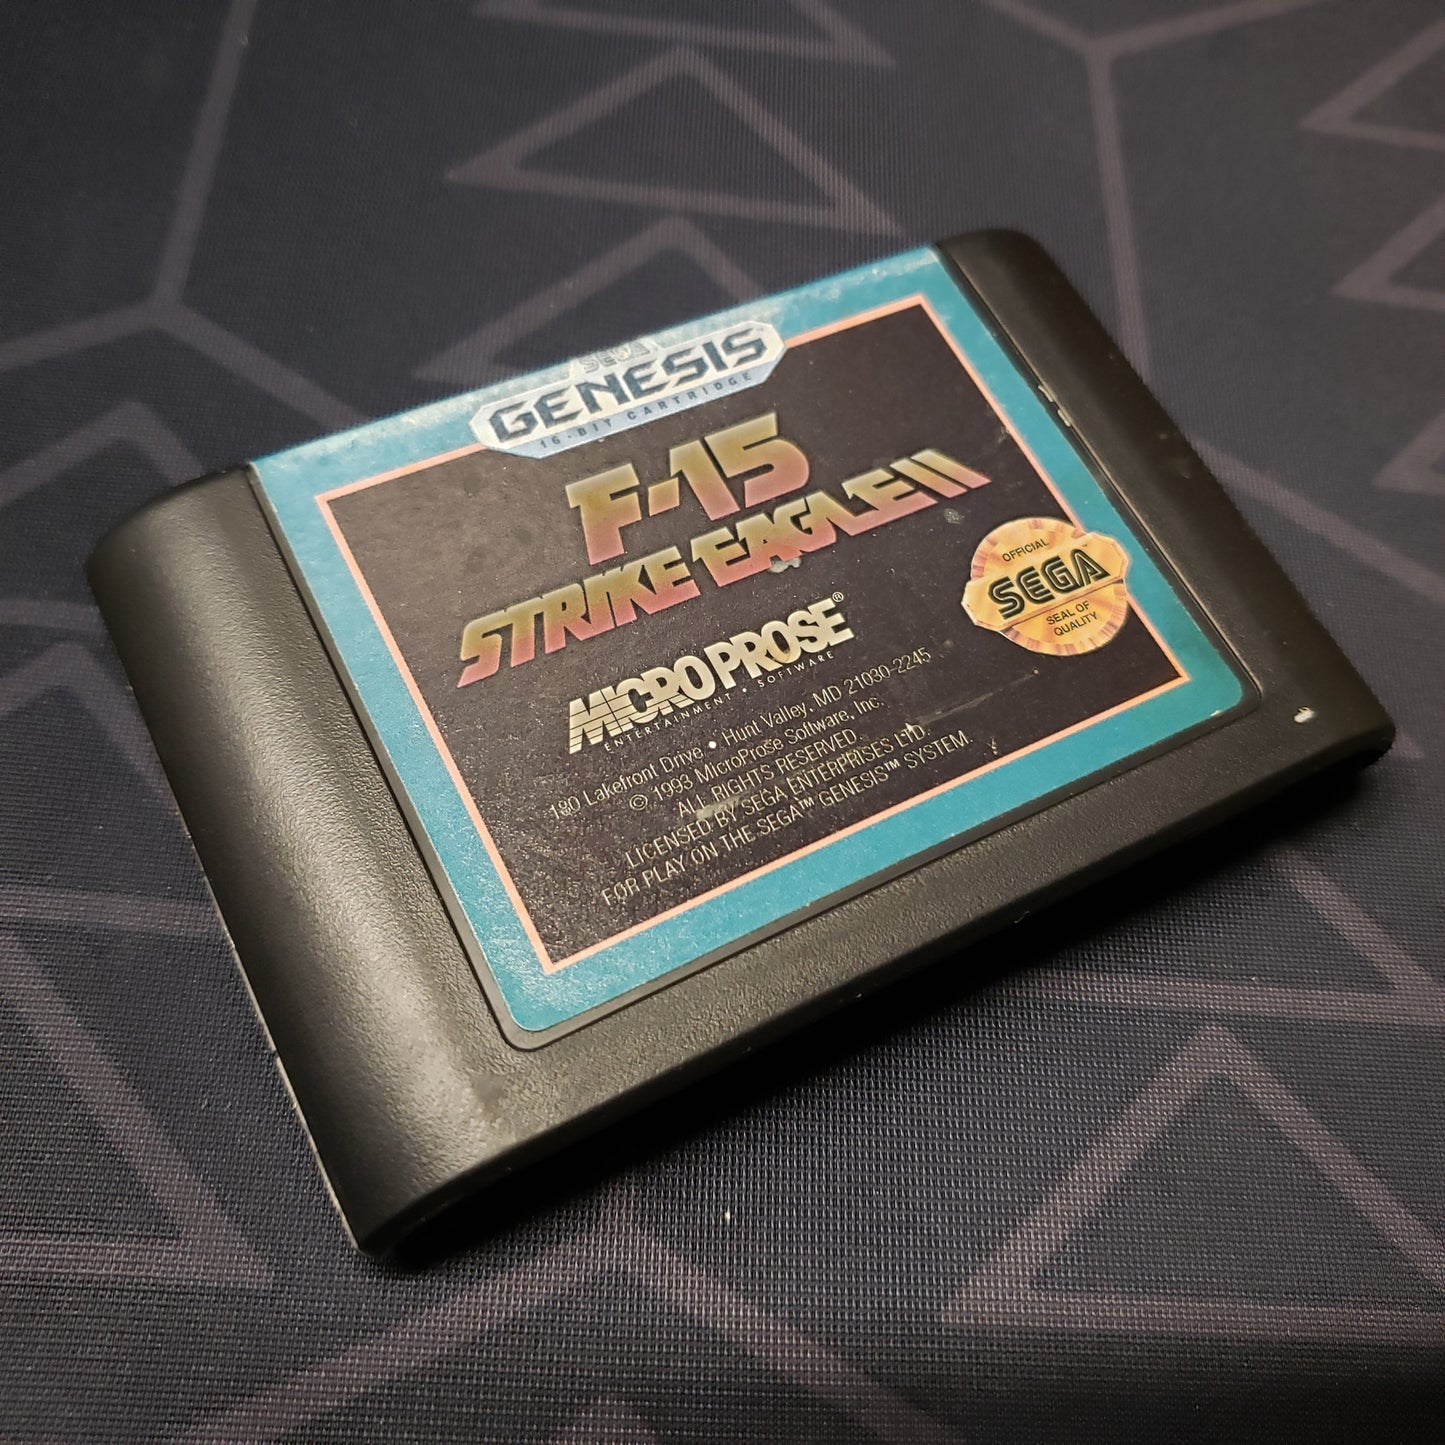 SEGA
GENESIS
16-BIT CARTRIDGE
F-15
STRIKE EAGLE II
MICROPROSE®
ENTERTAINMENT • SOFTWARE
180 Lakefront Drive • Hunt Valley, MD 21030-2245
© 1993 MicroProse Software, Inc.
ALL RIGHTS RESERVED.
LICENSED BY SEGA ENTERPRISES LTD.
FOR PLAY ON THE SEGA™ GENESIS™ SYSTEM.
OFFICIAL
SEGA
SEAL OF
QUALITY